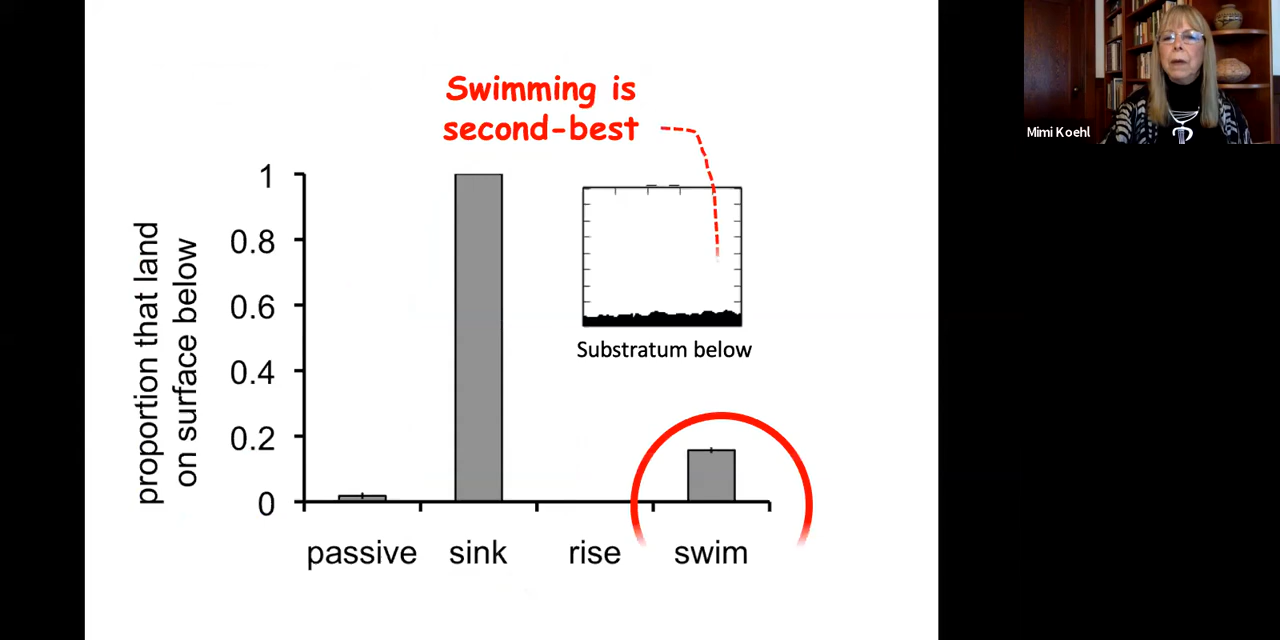 Swimming is
second-best
Mimi Koehl
proportion that land
on surface below
1
0.8
0.6
0.4
0.2
0
passive
sink
rise
swim
Substratum below